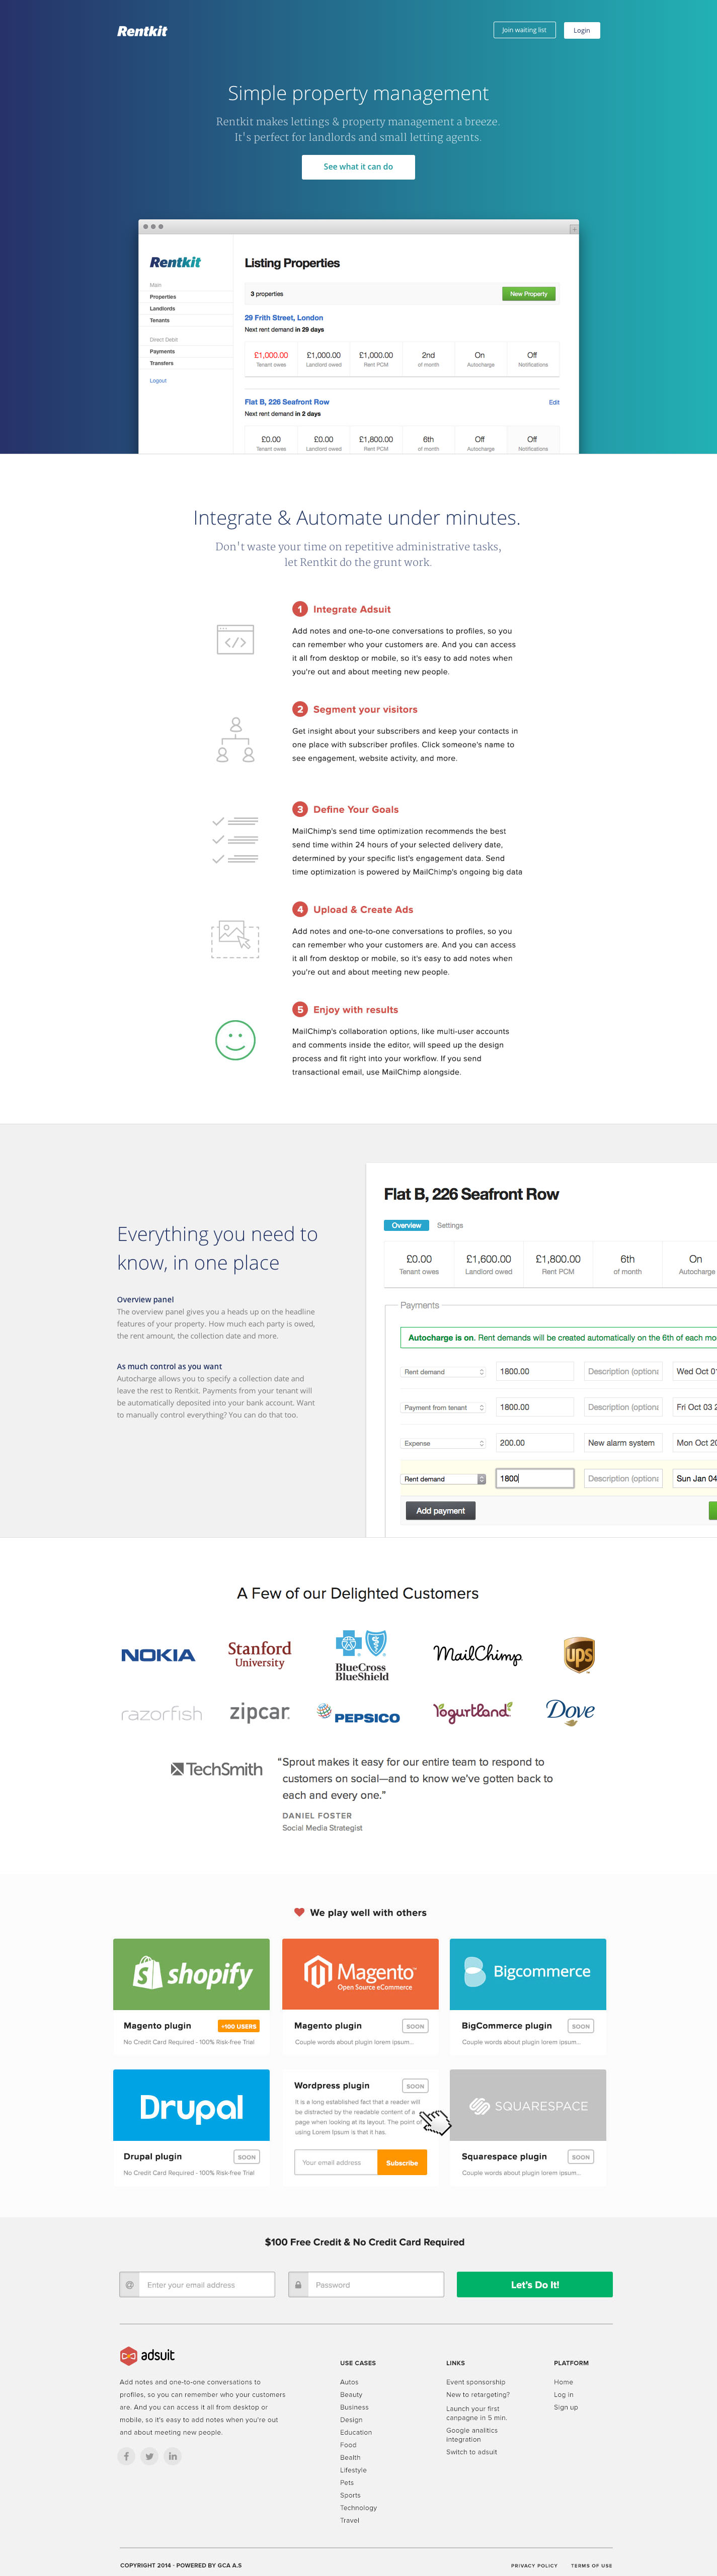 Rentkit
Join waiting list
Login
Simple property management
Rentkit makes lettings & property management a breeze.
It's perfect for landlords and small letting agents.
See what it can do
Rentkit
Main
Properties
Landlords
Tenants
Direct Debit
Payments
Transfers
Logout
Listing Properties
3 properties
New Property
29 Frith Street, London
Next rent demand in 29 days
£1,000.00 £1,000.00 £1,000.00 2nd On Off
Tenant owes Landlord owed Rent PCM of month Autocharge Notifications
Flat B, 226 Seafront Row
Edit
Next rent demand in 2 days
£0.00 £0.00 £1,800.00 6th Off Off
Tenant owes Landlord owed Rent PCM of month Autocharge Notifications
Integrate & Automate under minutes.
Don't waste your time on repetitive administrative tasks,
let Rentkit do the grunt work.
1 Integrate Adsuit
Add notes and one-to-one conversations to profiles, so you
can remember who your customers are. And you can access
it all from desktop or mobile, so it's easy to add notes when
you're out and about meeting new people.
2 Segment your visitors
Get insight about your subscribers and keep your contacts in
one place with subscriber profiles. Click someone's name to
see engagement, website activity, and more.
3 Define Your Goals
MailChimp's send time optimization recommends the best
send time within 24 hours of your selected delivery date,
determined by your specific list's engagement data. Send
time optimization is powered by MailChimp's ongoing big data
4 Upload & Create Ads
Add notes and one-to-one conversations to profiles, so you
can remember who your customers are. And you can access
it all from desktop or mobile, so it's easy to add notes when
you're out and about meeting new people.
5 Enjoy with results
MailChimp's collaboration options, like multi-user accounts
and comments inside the editor, will speed up the design
process and fit right into your workflow. If you send
transactional email, use MailChimp alongside.
Everything you need to
know, in one place
Overview panel
The overview panel gives you a heads up on the headline
features of your property. How much each party is owed,
the rent amount, the collection date and more.
As much control as you want
Autocharge allows you to specify a collection date and
leave the rest to Rentkit. Payments from your tenant will
be automatically deposited into your bank account. Want
to manually control everything? You can do that too.
Flat B, 226 Seafront Row
Overview Settings
£0.00 £1,600.00 £1,800.00 6th On
Tenant owes Landlord owed Rent PCM of month Autocharge
Payments
Autocharge is on. Rent demands will be created automatically on the 6th of each mo
Rent demand 1800.00 Description (optiona Wed Oct 01
Payment from tenant 1800.00 Description (optiona Fri Oct 03 2
Expense 200.00 New alarm system Mon Oct 20
Rent demand 1800 Description (optiona Sun Jan 04
Add payment
A Few of our Delighted Customers
NOKIA
Stanford
University
BlueCross
BlueShield
MailChimp
ups
razorfish
zipcar.
PEPSICO
Yogurtland
Dove
TechSmith
“Sprout makes it easy for our entire team to respond to
customers on social—and to know we've gotten back to
each and every one.”
DANIEL FOSTER
Social Media Strategist
We play well with others
shopify
Magento
Open Source eCommerce
Bigcommerce
Magento plugin +100 USERS
No Credit Card Required - 100% Risk-free Trial
Magento plugin SOON
Couple words about plugin lorem ipsum...
BigCommerce plugin SOON
Couple words about plugin lorem ipsum...
Drupal
Drupal plugin SOON
No Credit Card Required - 100% Risk-free Trial
Wordpress plugin SOON
It is a long established fact that a reader will
be distracted by the readable content of a
page when looking at its layout. The point of
using Lorem Ipsum is that it has.
Your email address Subscribe
SQUARESPACE
Squarespace plugin SOON
Couple words about plugin lorem ipsum...
$100 Free Credit & No Credit Card Required
@ Enter your email address
Password
Let's Do It!
adsuit
Add notes and one-to-one conversations to
profiles, so you can remember who your customers
are. And you can access it all from desktop or
mobile, so it's easy to add notes when you're out
and about meeting new people.
f
in
USE CASES
Autos
Beauty
Business
Design
Education
Food
Bealth
Lifestyle
Pets
Sports
Technology
Travel
LINKS
Event sponsorship
New to retargeting?
Launch your first
canpagne in 5 min.
Google analitics
integration
Switch to adsuit
PLATFORM
Home
Log in
Sign up
COPYRIGHT 2014 - POWERED BY GCA A.S
PRIVACY POLICY
TERMS OF USE